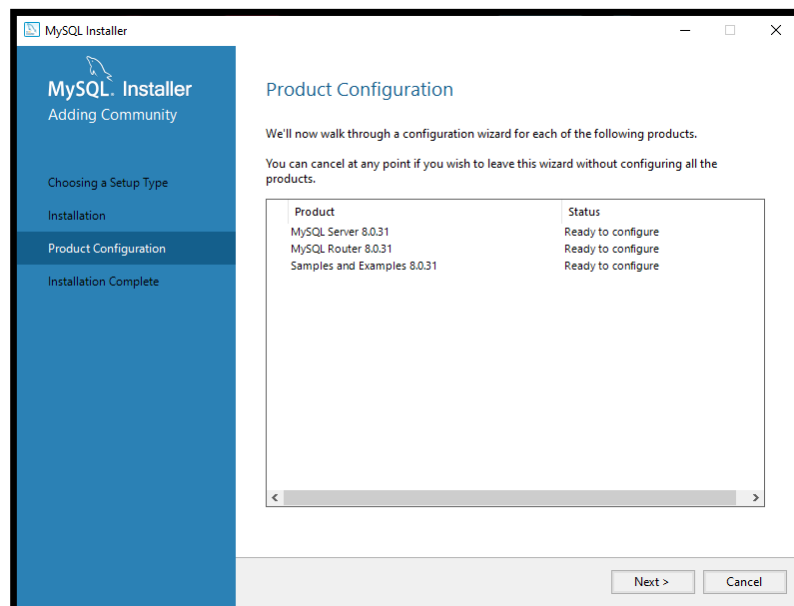 MySQL Installer
MySQL. Installer
Adding Community
Choosing a Setup Type
Installation
Product Configuration
Installation Complete
Product Configuration
We'll now walk through a configuration wizard for each of the following products.
You can cancel at any point if you wish to leave this wizard without configuring all the
products.
Product Status
MySQL Server 8.0.31 Ready to configure
MySQL Router 8.0.31 Ready to configure
Samples and Examples 8.0.31 Ready to configure
Next > Cancel